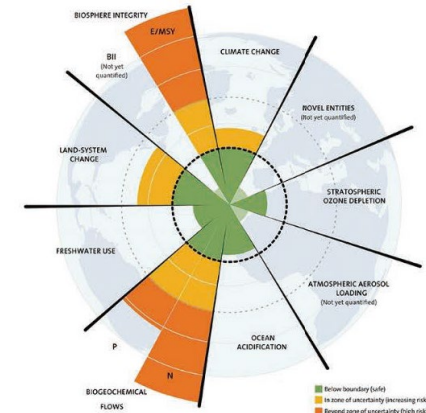 BIOSPHERE INTEGRITY
E/MSY
CLIMATE CHANGE
BII
(Not yet
quantified)
NOVEL ENTITIES
(Not yet quantified)
LAND-SYSTEM
CHANGE
STRATOSPHERIC
OZONE DEPLETION
FRESHWATER USE
ATMOSPHERIC AEROSOL
LOADING
(Not yet quantified)
OCEAN
ACIDIFICATION
P
N
BIOGEOCHEMICAL
FLOWS
Below boundary (safe)
In zone of uncertainty (increasing risk
Beyond zone of uncertainty (high risk